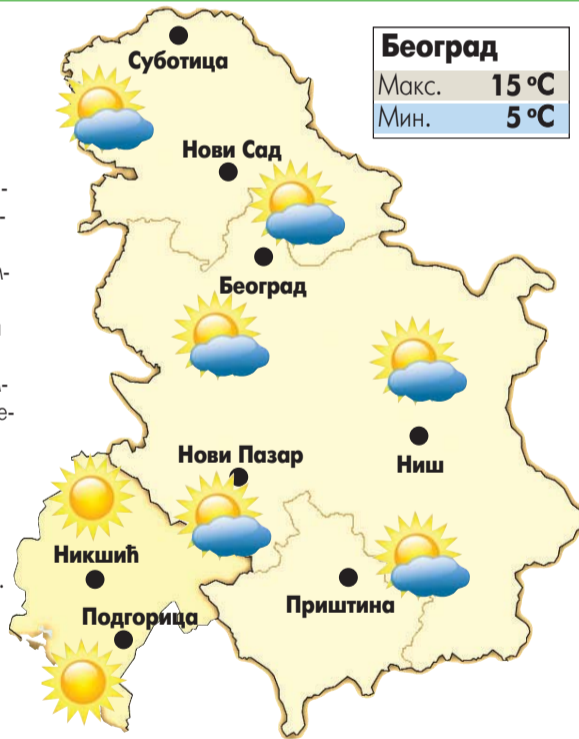 Суботица
Београд
Макс. 15 °C
Мин. 5 °C
Нови Сад
Београд
Нови Пазар
Ниш
Никшић
Приштина
Подгорица